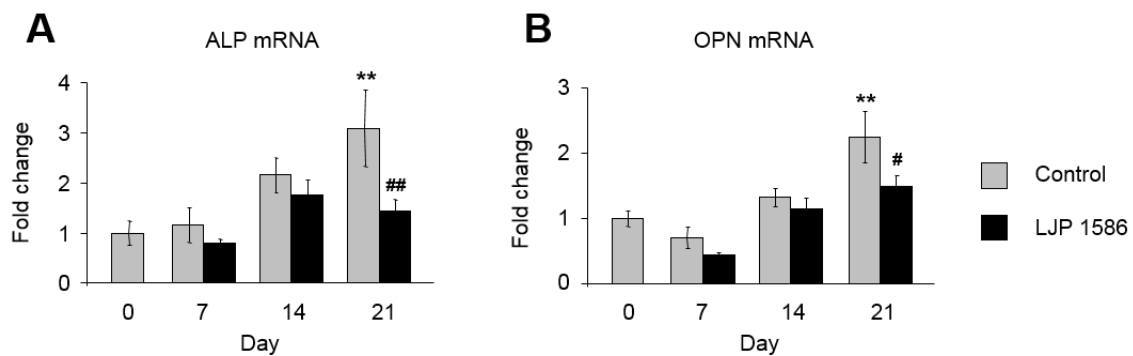 A
ALP mRNA
Fold change
4
3
2
1
0
**
##
0 7 14 21
Day
B
OPN mRNA
Fold change
3
2
1
0
**
#
0 7 14 21
Day
Control
LJP 1586